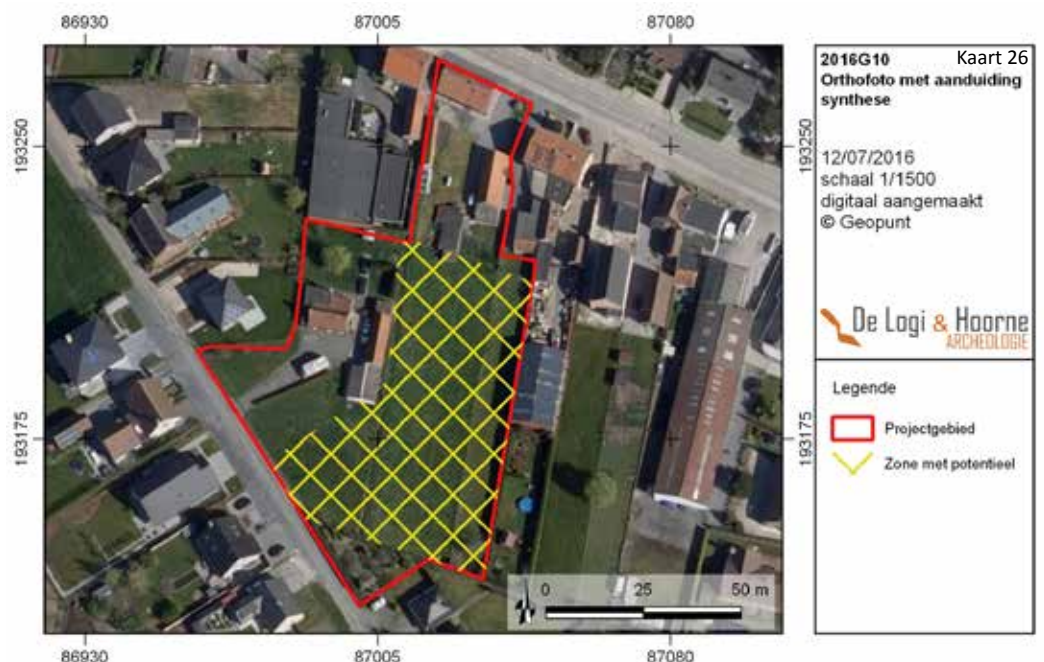 86930 87005 87080
193250 193250
193175 193175
0 25 50 m
86930 87005 87080
2016G10 Kaart 26
Orthofoto met aanduiding
synthese
12/07/2016
schaal 1/1500
digitaal aangemaakt
© Geopunt
De Logi & Hoorne
ARCHEOLOGIE
Legende
Projectgebied
Zone met potentieel